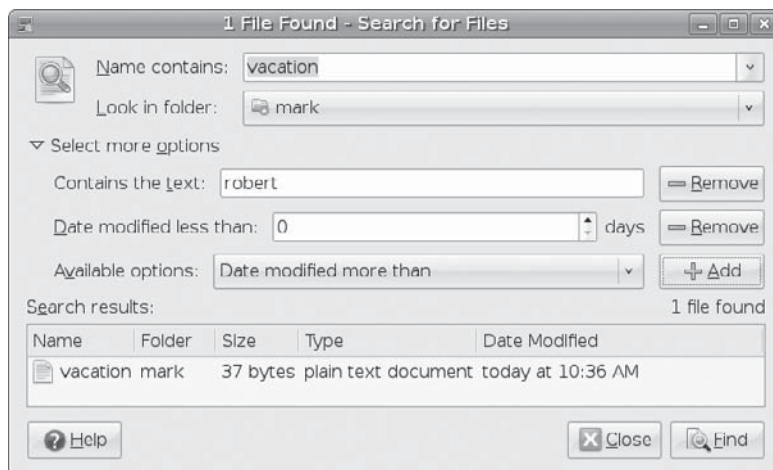 1 File Found - Search for Files
Name contains: vacation
Look in folder: mark
Select more options
Contains the text: robert Remove
Date modified less than: 0 days Remove
Available options: Date modified more than Add
Search results: 1 file found
Name Folder Size Type Date Modified
vacation mark 37 bytes plain text document today at 10:36 AM
Help Close Find